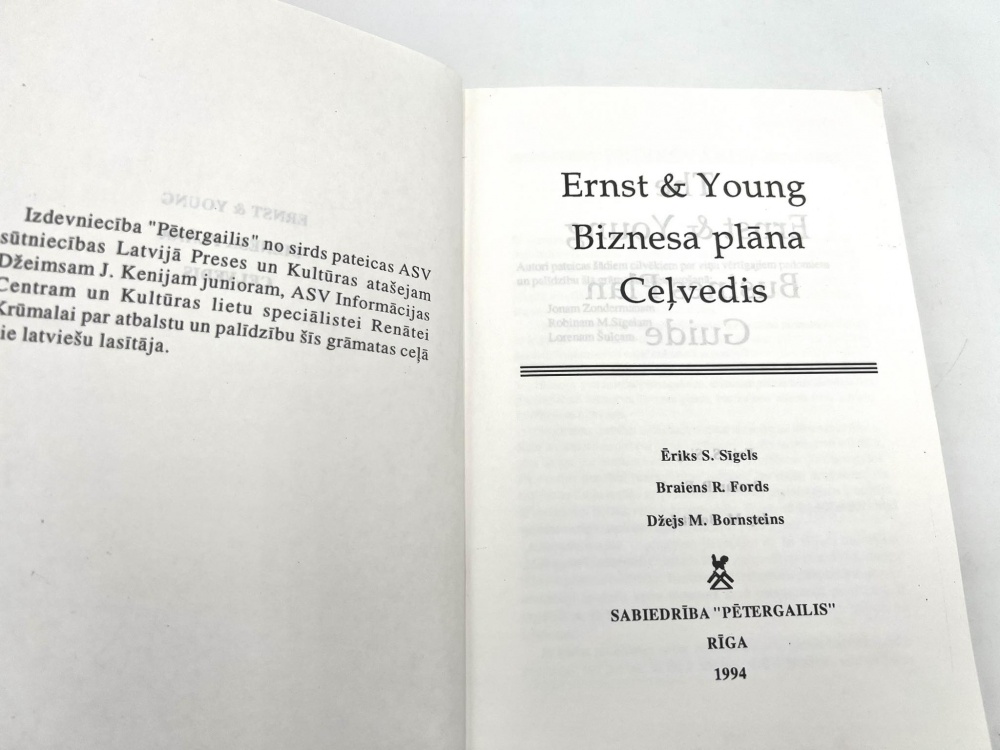 Izdevniecība "Pētergailis" no sirds pateicas ASV
sūtniecības Latvijā Preses un Kultūras atašejam
Džeimsam J. Kenijam junioram, ASV Informācijas
Centram un Kultūras lietu speciālistei Renātei
Krūmalai par atbalstu un palīdzību šīs grāmatas ceļā
pie latviešu lasītāja.
Ernst & Young
Biznesa plāna
Ceļvedis
Ēriks S. Sīgels
Braiens R. Fords
Džejs M. Bornsteins
SABIEDRĪBA "PĒTERGAILIS"
RĪGA
1994